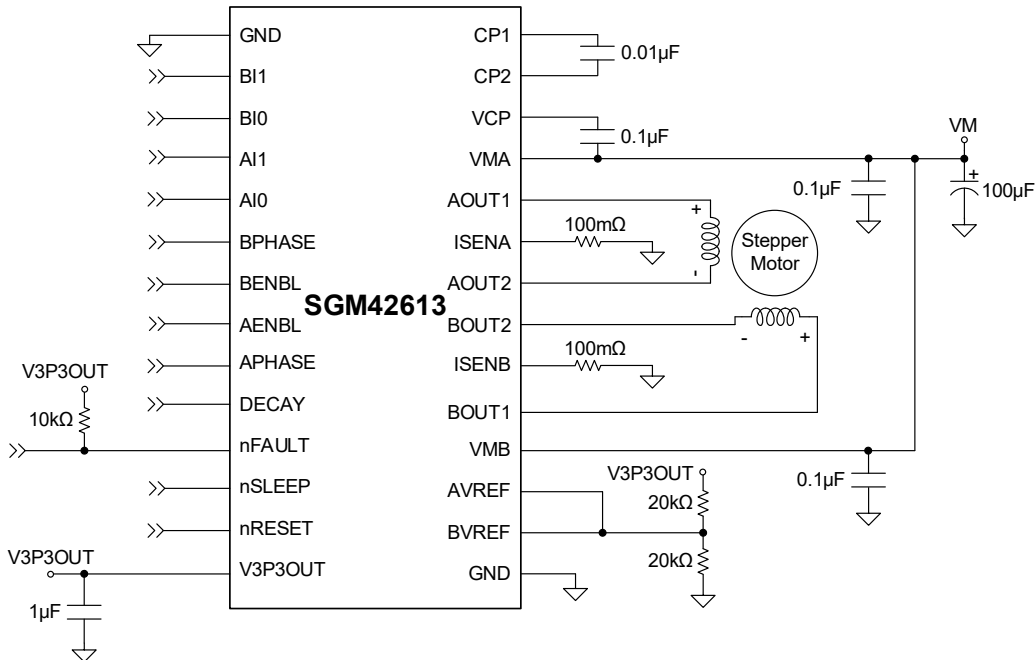 GND
BI1
BI0
AI1
AI0
BPHASE
BENBL
AENBL
APHASE
DECAY
nFAULT
nSLEEP
nRESET
V3P3OUT
SGM42613
CP1
CP2
VCP
VMA
AOUT1
ISENA
AOUT2
BOUT2
ISENB
BOUT1
VMB
AVREF
BVREF
GND
V3P3OUT
10kΩ
V3P3OUT
1µF
0.01µF
0.1µF
VM
0.1µF
+
100µF
100mΩ
+
-
Stepper
Motor
-
+
100mΩ
0.1µF
V3P3OUT
20kΩ
20kΩ